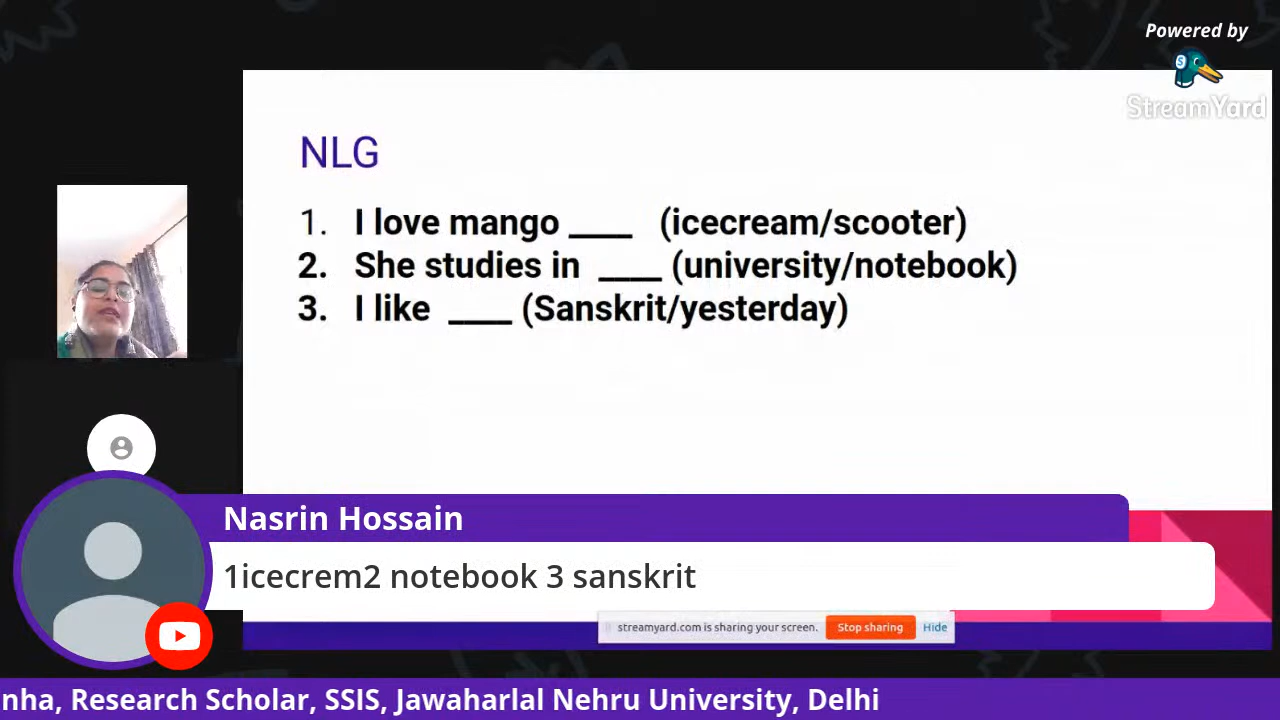 Powered by
StreamYard
NLG
1. I love mango ____ (icecream/scooter)
2. She studies in ____ (university/notebook)
3. I like ____ (Sanskrit/yesterday)
Nasrin Hossain
1icecrem2 notebook 3 sanskrit
streamyard.com is sharing your screen. Stop sharing Hide
nha, Research Scholar, SSIS, Jawaharlal Nehru University, Delhi